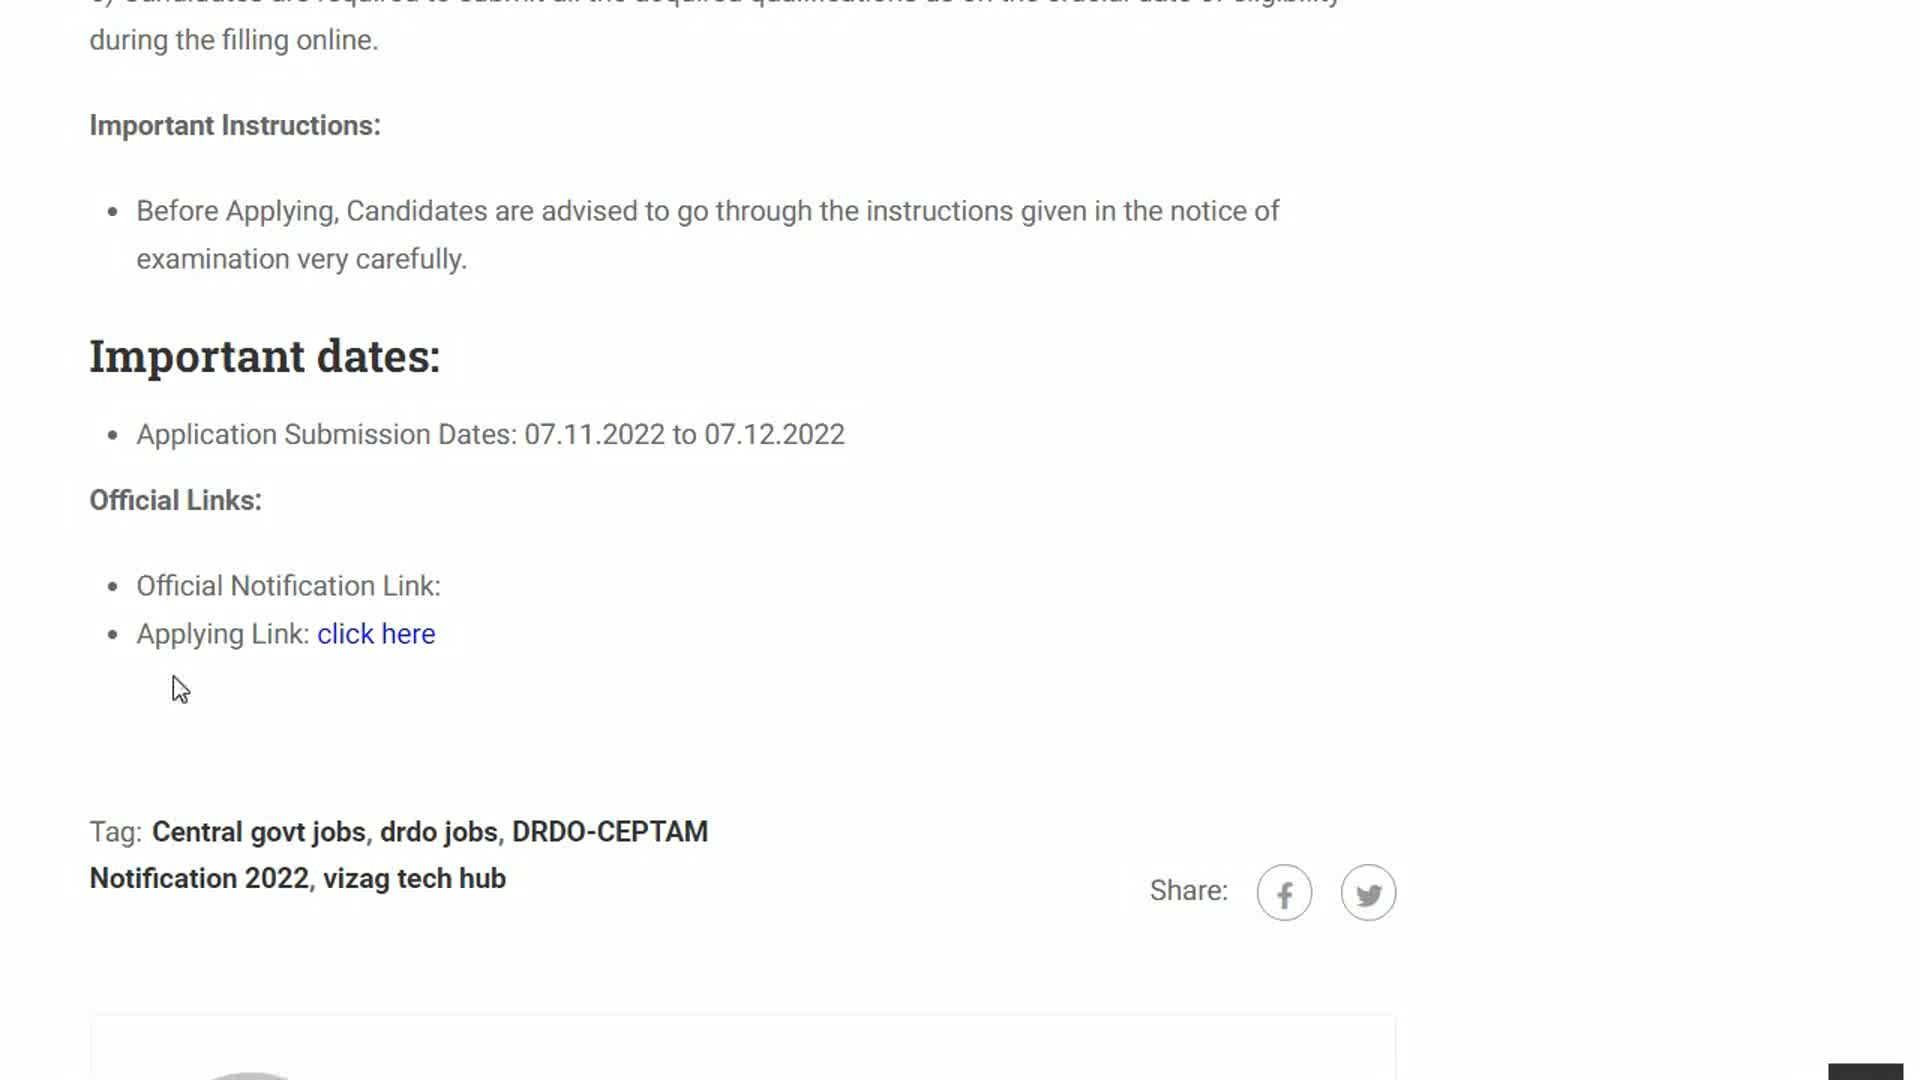 during the filling online.
Important Instructions:
Before Applying, Candidates are advised to go through the instructions given in the notice of
examination very carefully.
Important dates:
Application Submission Dates: 07.11.2022 to 07.12.2022
Official Links:
Official Notification Link:
Applying Link: click here
Tag: Central govt jobs, drdo jobs, DRDO-CEPTAM
Notification 2022, vizag tech hub
Share: